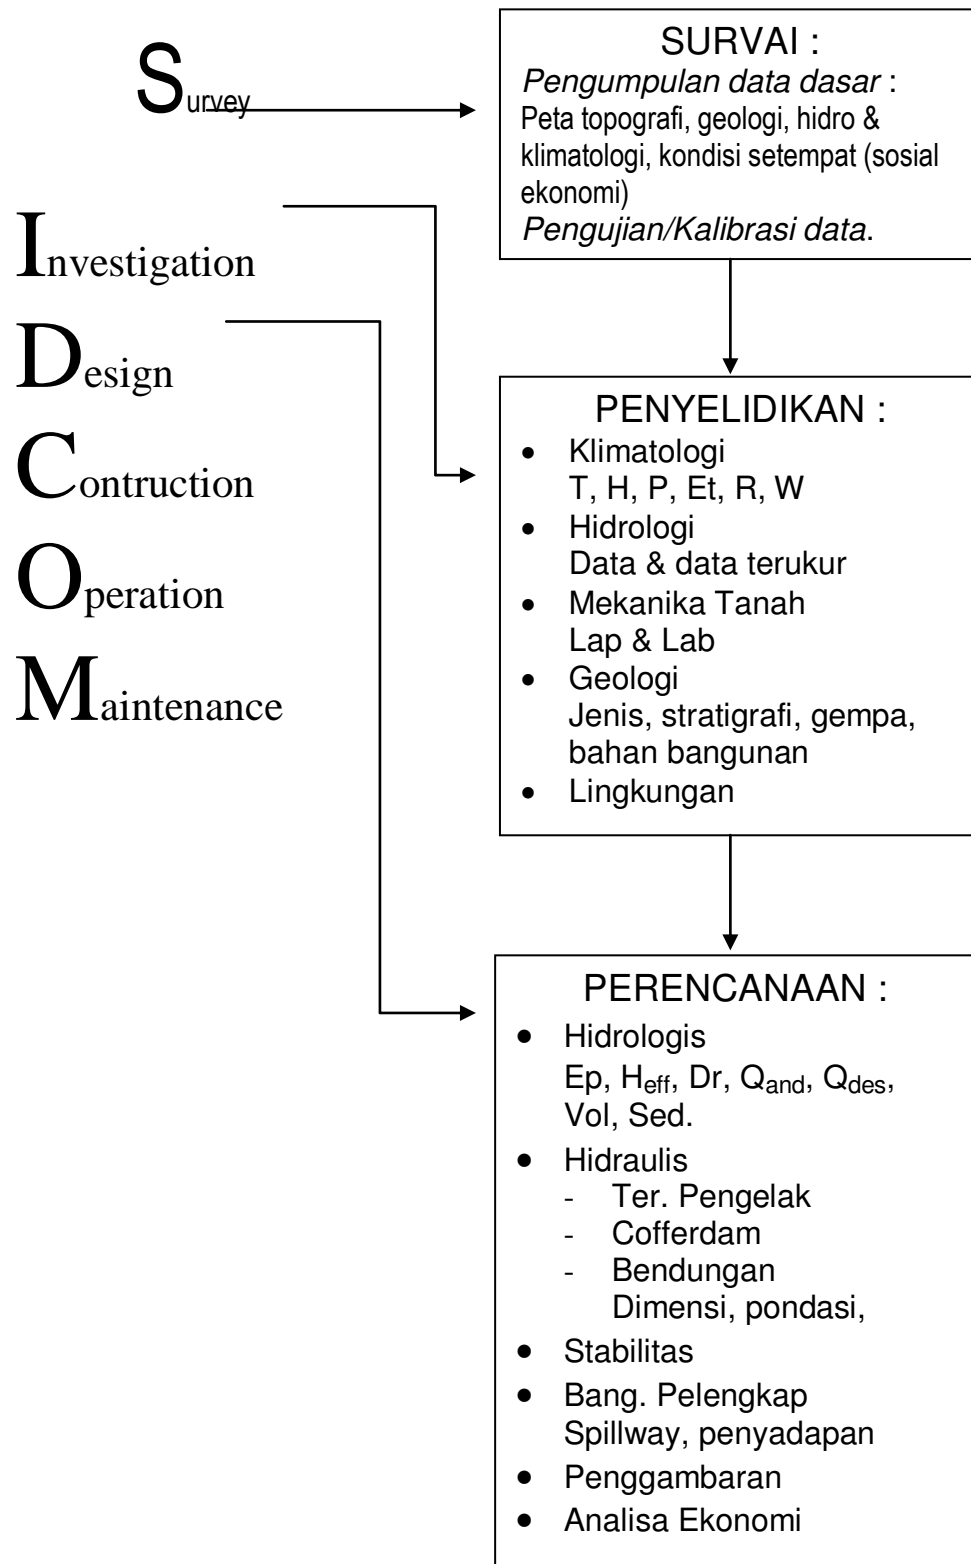 Survey
Investigation
Design
Contruction
Operation
Maintenance
SURVAI :
Pengumpulan data dasar :
Peta topografi, geologi, hidro &
klimatologi, kondisi setempat (sosial
ekonomi)
Pengujian/Kalibrasi data.
PENYELIDIKAN :
• Klimatologi
T, H, P, Et, R, W
• Hidrologi
Data & data terukur
• Mekanika Tanah
Lap & Lab
• Geologi
Jenis, stratigrafi, gempa,
bahan bangunan
• Lingkungan
PERENCANAAN :
• Hidrologis
Ep, Heff, Dr, Qand, Qdes,
Vol, Sed.
• Hidraulis
- Ter. Pengelak
- Cofferdam
- Bendungan
Dimensi, pondasi,
• Stabilitas
• Bang. Pelengkap
Spillway, penyadapan
• Penggambaran
• Analisa Ekonomi